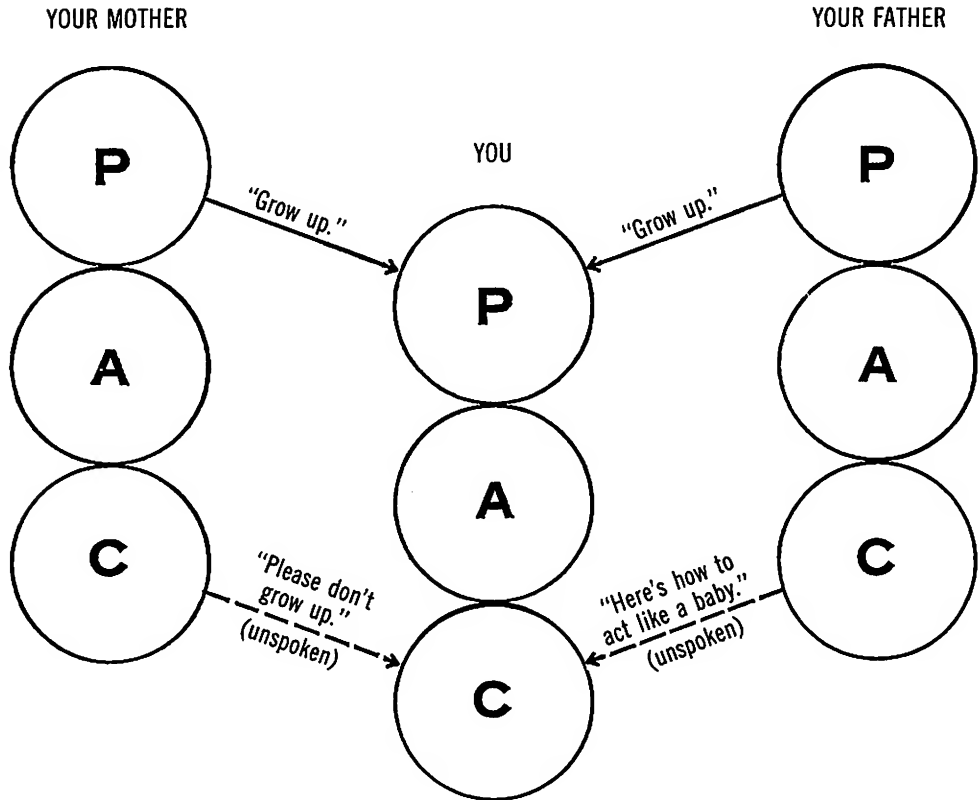 YOUR MOTHER
YOUR FATHER
YOU
P
P
"Grow up."
"Grow up."
P
A
A
A
C
C
"Please don't
grow up."
(unspoken)
"Here's how to
act like a baby."
(unspoken)
C